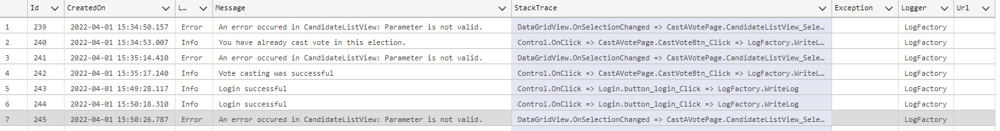 Id CreatedOn L... Message StackTrace Exception Logger Url
1 239 2022-04-01 15:34:50.157 Error An error occured in CandidateListView: Parameter is not valid. DataGridView.OnSelectionChanged => CastAVotePage.CandidateListView_Sele... LogFactory
2 240 2022-04-01 15:34:53.007 Info You have already cast vote in this election. Control.OnClick => CastAVotePage.CastVoteBtn_Click => LogFactory.WriteL... LogFactory
3 241 2022-04-01 15:35:14.410 Error An error occured in CandidateListView: Parameter is not valid. DataGridView.OnSelectionChanged => CastAVotePage.CandidateListView_Sele... LogFactory
4 242 2022-04-01 15:35:17.140 Info Vote casting was successful Control.OnClick => CastAVotePage.CastVoteBtn_Click => LogFactory.WriteL... LogFactory
5 243 2022-04-01 15:49:28.117 Info Login successful Control.OnClick => Login.button_login_Click => LogFactory.WriteLog LogFactory
6 244 2022-04-01 15:50:18.310 Info Login successful Control.OnClick => Login.button_login_Click => LogFactory.WriteLog LogFactory
7 245 2022-04-01 15:50:26.787 Error An error occured in CandidateListView: Parameter is not valid. DataGridView.OnSelectionChanged => CastAVotePage.CandidateListView_Sele... LogFactory